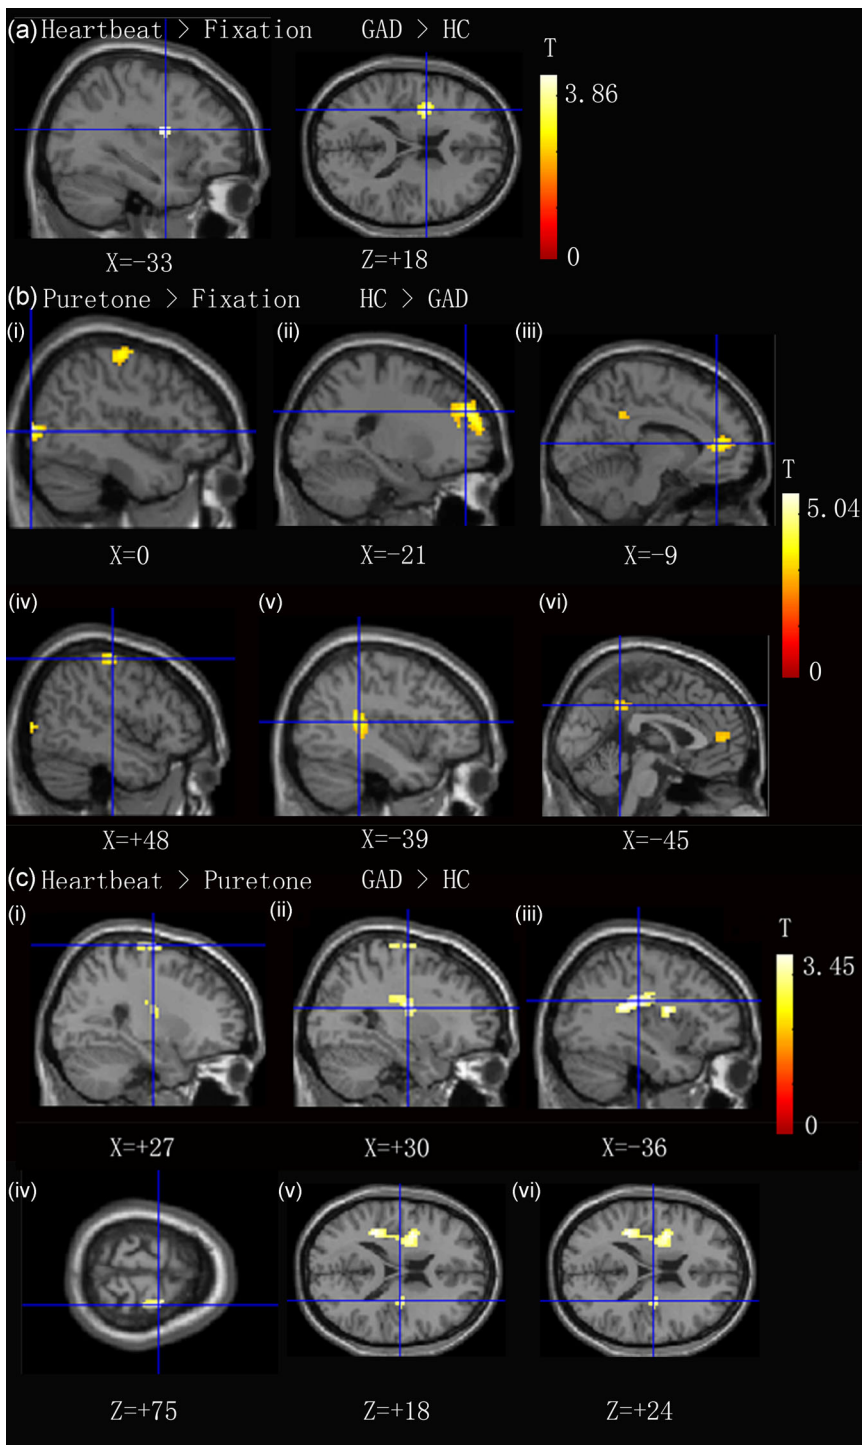 (a) Heartbeat > Fixation GAD > HC
T
3.86
0
X=−33 Z=+18
(b) Puretone > Fixation HC > GAD
(i) (ii) (iii)
T
5.04
0
X=0 X=−21 X=−9
(iv) (v) (vi)
X=+48 X=−39 X=−45
(c) Heartbeat > Puretone GAD > HC
(i) (ii) (iii)
T
3.45
0
X=+27 X=+30 X=−36
(iv) (v) (vi)
Z=+75 Z=+18 Z=+24